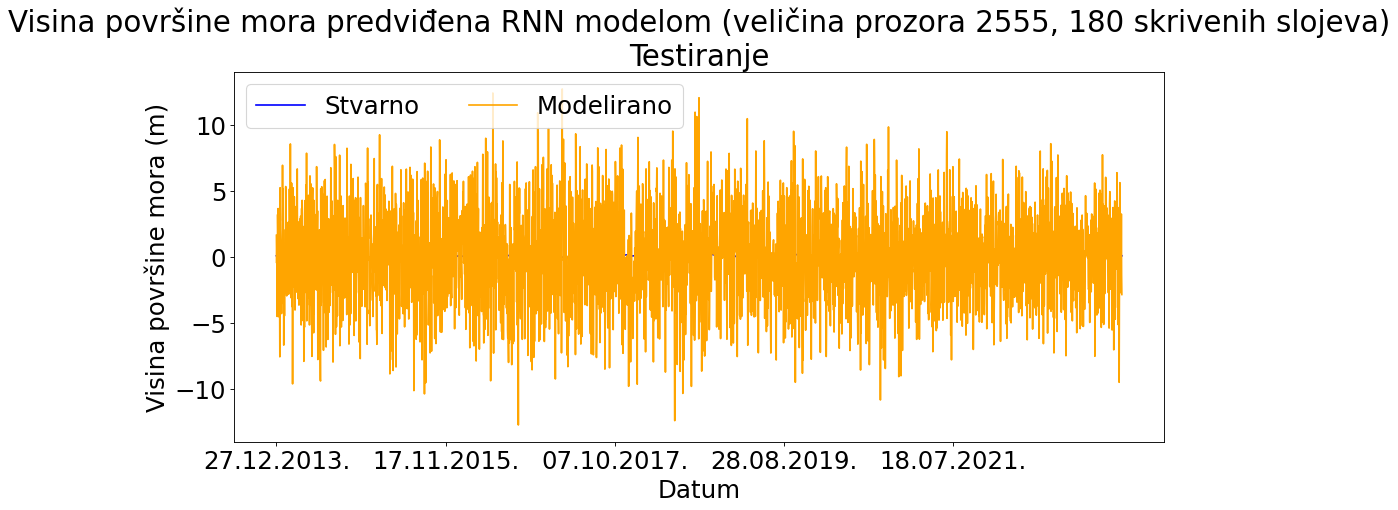 Visina površine mora predviđena RNN modelom (veličina prozora 2555, 180 skrivenih slojeva)
Testiranje
Stvarno Modelirano
Visina površine mora (m)
10
5
0
−5
−10
27.12.2013. 17.11.2015. 07.10.2017. 28.08.2019. 18.07.2021.
Datum